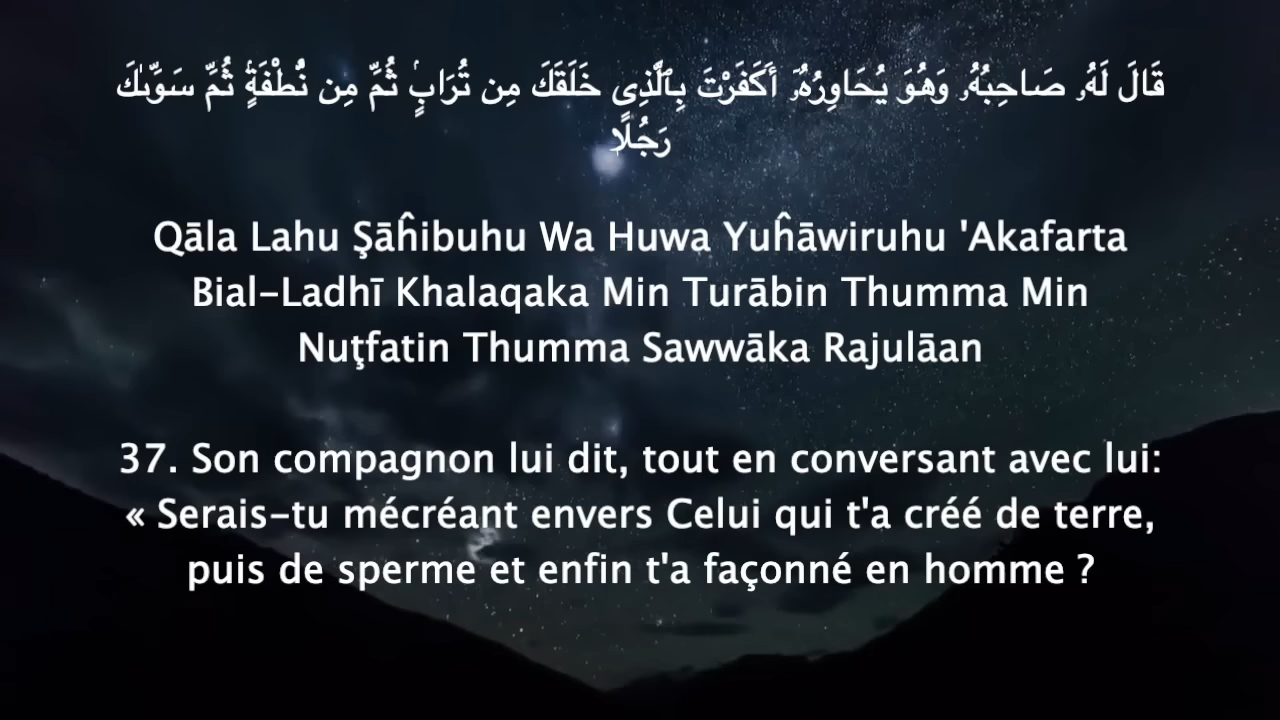 قَالَ لَهُۥ صَاحِبُهُۥ وَهُوَ يُحَاوِرُهُۥٓ أَكَفَرْتَ بِٱلَّذِى خَلَقَكَ مِن تُرَابٍۢ ثُمَّ مِن نُّطْفَةٍۢ ثُمَّ سَوَّىٰكَ
رَجُلًۭا
Qāla Lahu Şāĥibuhu Wa Huwa Yuĥāwiruhu 'Akafarta
Bial-Ladhī Khalaqaka Min Turābin Thumma Min
Nuţfatin Thumma Sawwāka Rajulāan
37. Son compagnon lui dit, tout en conversant avec lui:
« Serais-tu mécréant envers Celui qui t'a créé de terre,
puis de sperme et enfin t'a façonné en homme ?